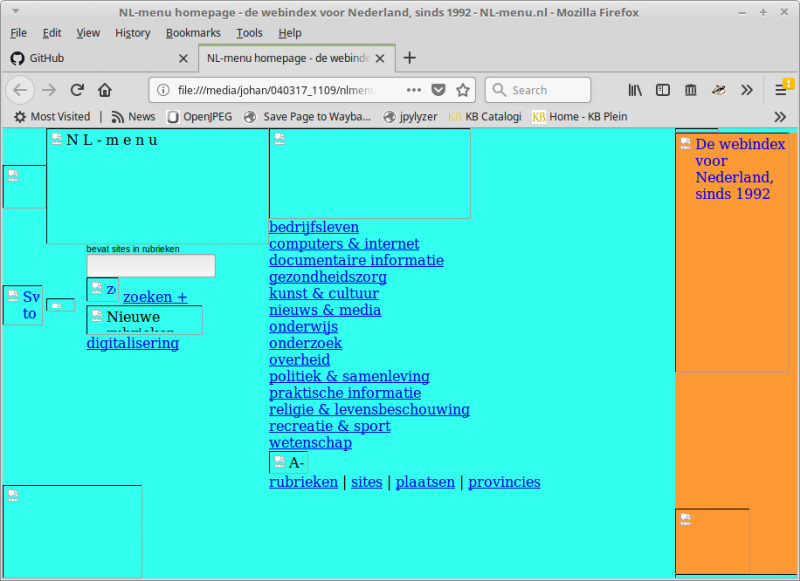 NL-menu homepage - de webindex voor Nederland, sinds 1992 - NL-menu.nl - Mozilla Firefox
File Edit View History Bookmarks Tools Help
GitHub
NL-menu homepage - de webinde
file:///media/johan/040317_1109/nlmenu
Search
Most Visited | News OpenJPEG Save Page to Wayba... jpylyzer KB Catalogi KB Home - KB Plein
N L - m e n u
De webindex
voor
Nederland,
sinds 1992
bevat sites in rubrieken
zoeken +
Sw
to
Nieuwe
rubrieken
digitalisering
bedrijfsleven
computers & internet
documentaire informatie
gezondheidszorg
kunst & cultuur
nieuws & media
onderwijs
onderzoek
overheid
politiek & samenleving
praktische informatie
religie & levensbeschouwing
recreatie & sport
wetenschap
A-
rubrieken | sites | plaatsen | provincies